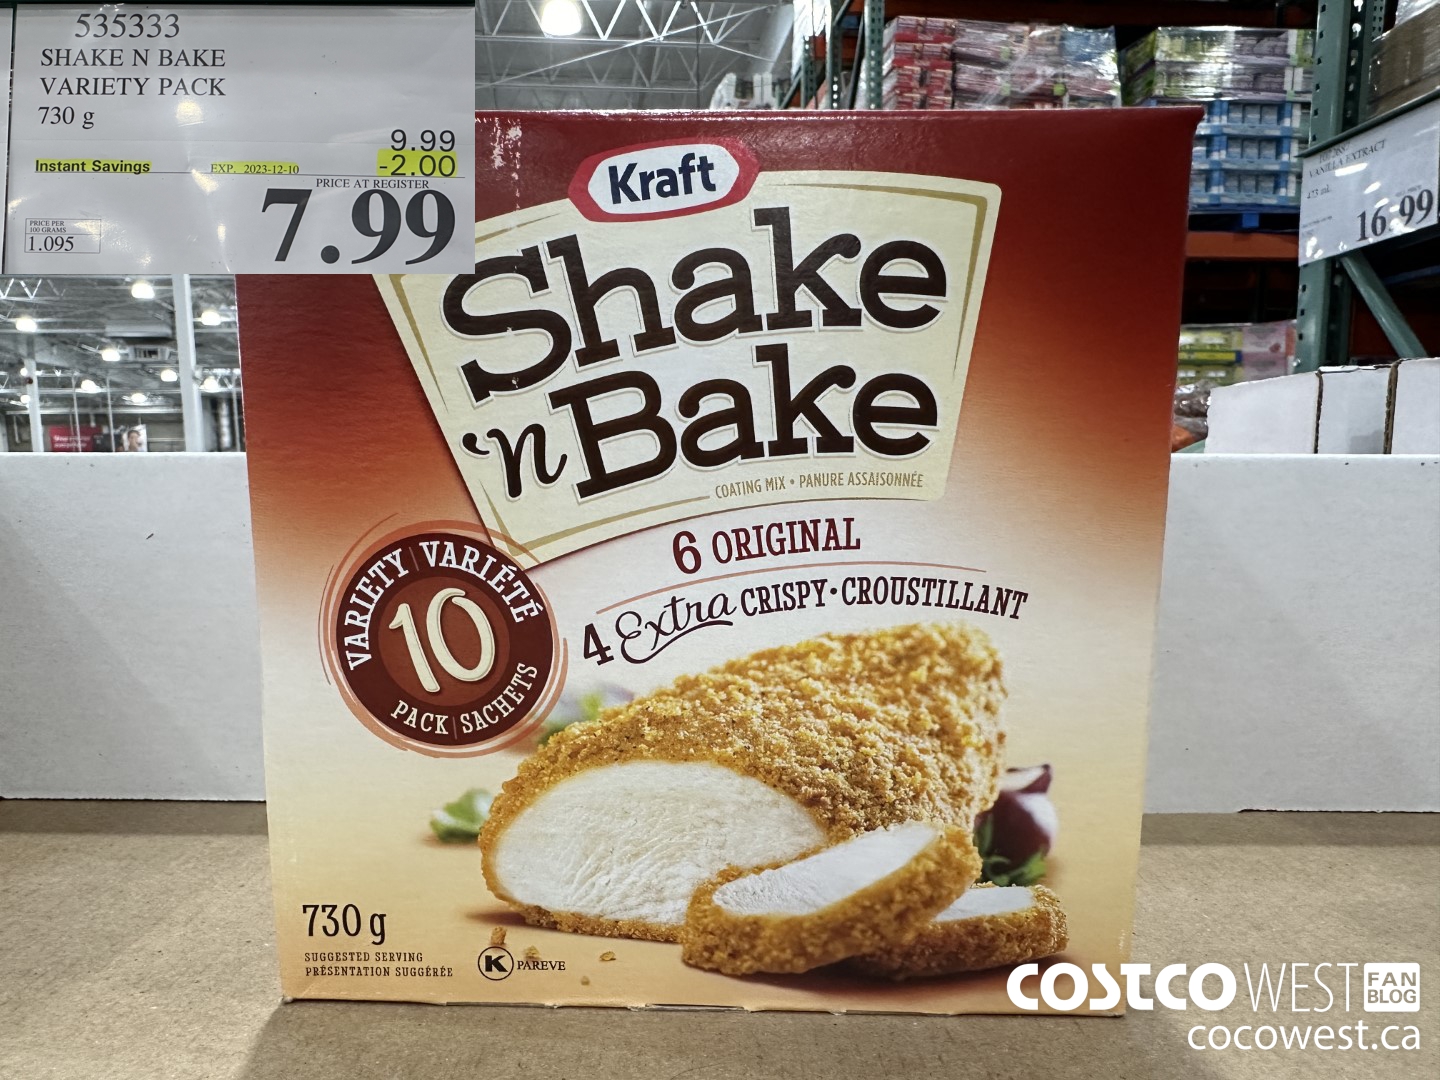 535333
SHAKE N BAKE
VARIETY PACK
730 g
9.99
Instant Savings EXP. 2023-12-10 -2.00
PRICE AT REGISTER
7.99
PRICE PER
100 GRAMS
1.095
VANILLA EXTRACT
473 mL
16.99
Kraft
Shake
'n Bake
COATING MIX • PANURE ASSAISONNÉE
6 ORIGINAL
4 Extra CRISPY • CROUSTILLANT
VARIETY | VARIÉTÉ
10
PACK | SACHETS
730 g
SUGGESTED SERVING
PRÉSENTATION SUGGÉRÉE
K PAREVE
COSTCO WEST FAN BLOG
cocowest.ca